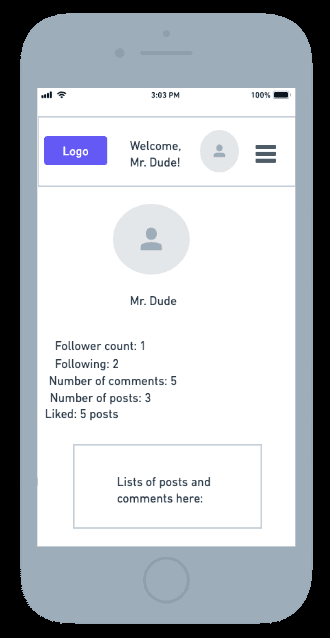 3:03 PM
100%
Logo
Welcome,
Mr. Dude!
Mr. Dude
Follower count: 1
Following: 2
Number of comments: 5
Number of posts: 3
Liked: 5 posts
Lists of posts and
comments here: